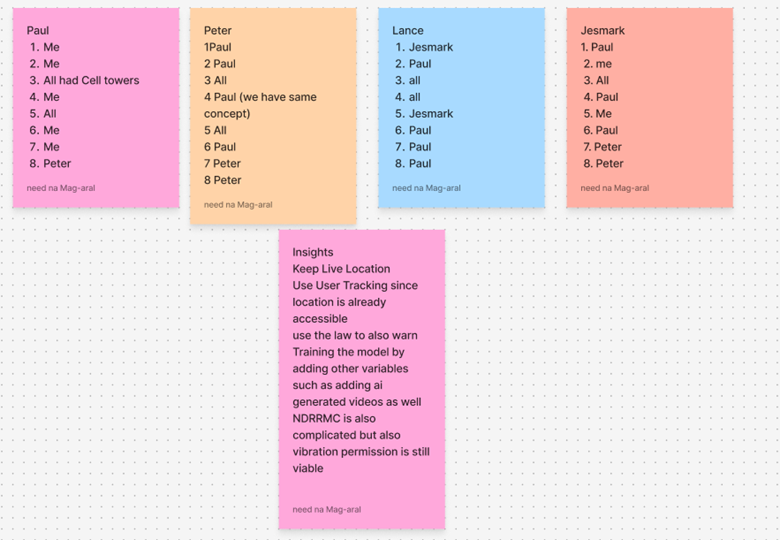 Paul
1. Me
2. Me
3. All had Cell towers
4. Me
5. All
6. Me
7. Me
8. Peter
need na Mag-aral
Peter
1Paul
2 Paul
3 All
4 Paul (we have same
concept)
5 All
6 Paul
7 Peter
8 Peter
need na Mag-aral
Lance
1. Jesmark
2. Paul
3. all
4. all
5. Jesmark
6. Paul
7. Paul
8. Paul
need na Mag-aral
Jesmark
1. Paul
2. me
3. All
4. Paul
5. Me
6. Paul
7. Peter
8. Peter
need na Mag-aral
Insights
Keep Live Location
Use User Tracking since
location is already
accessible
use the law to also warn
Training the model by
adding other variables
such as adding ai
generated videos as well
NDRRMC is also
complicated but also
vibration permission is still
viable
need na Mag-aral